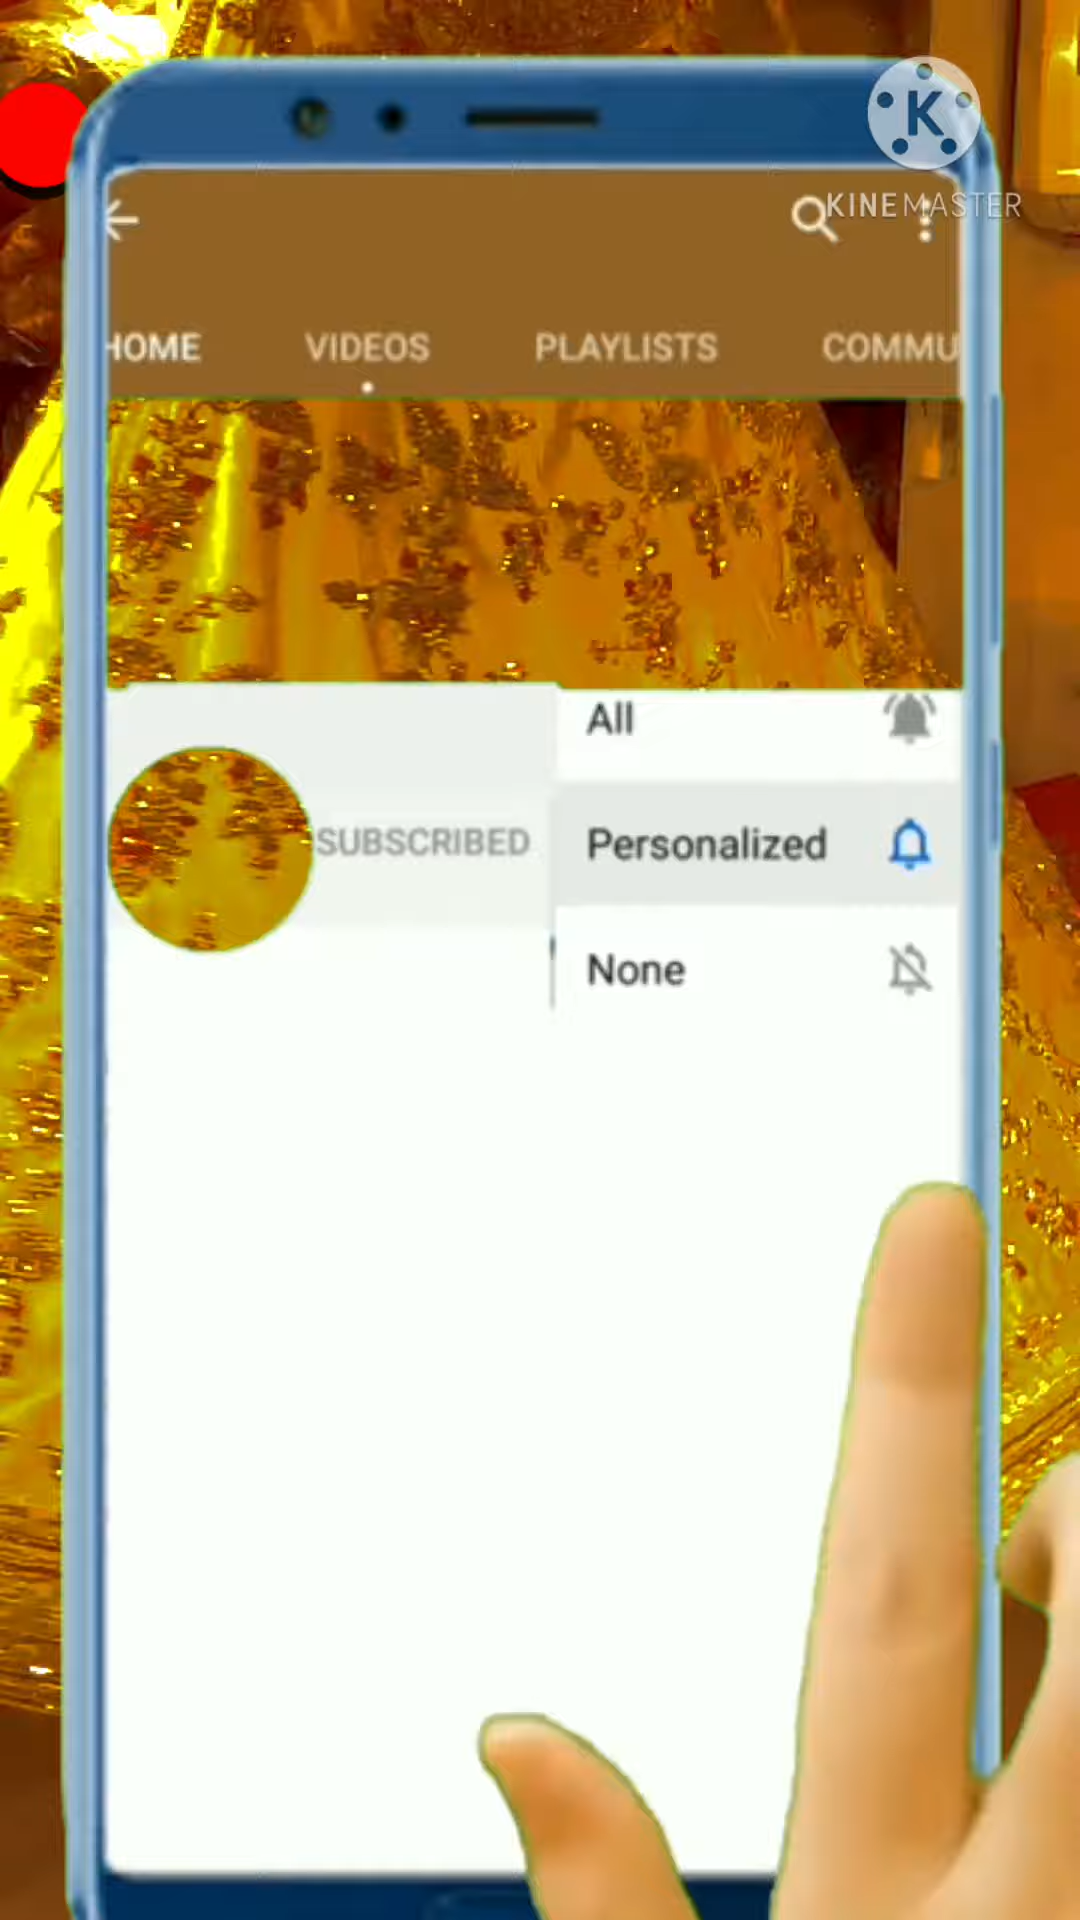 K
KINEMASTER
HOME VIDEOS PLAYLISTS COMMU
All
SUBSCRIBED
Personalized
None